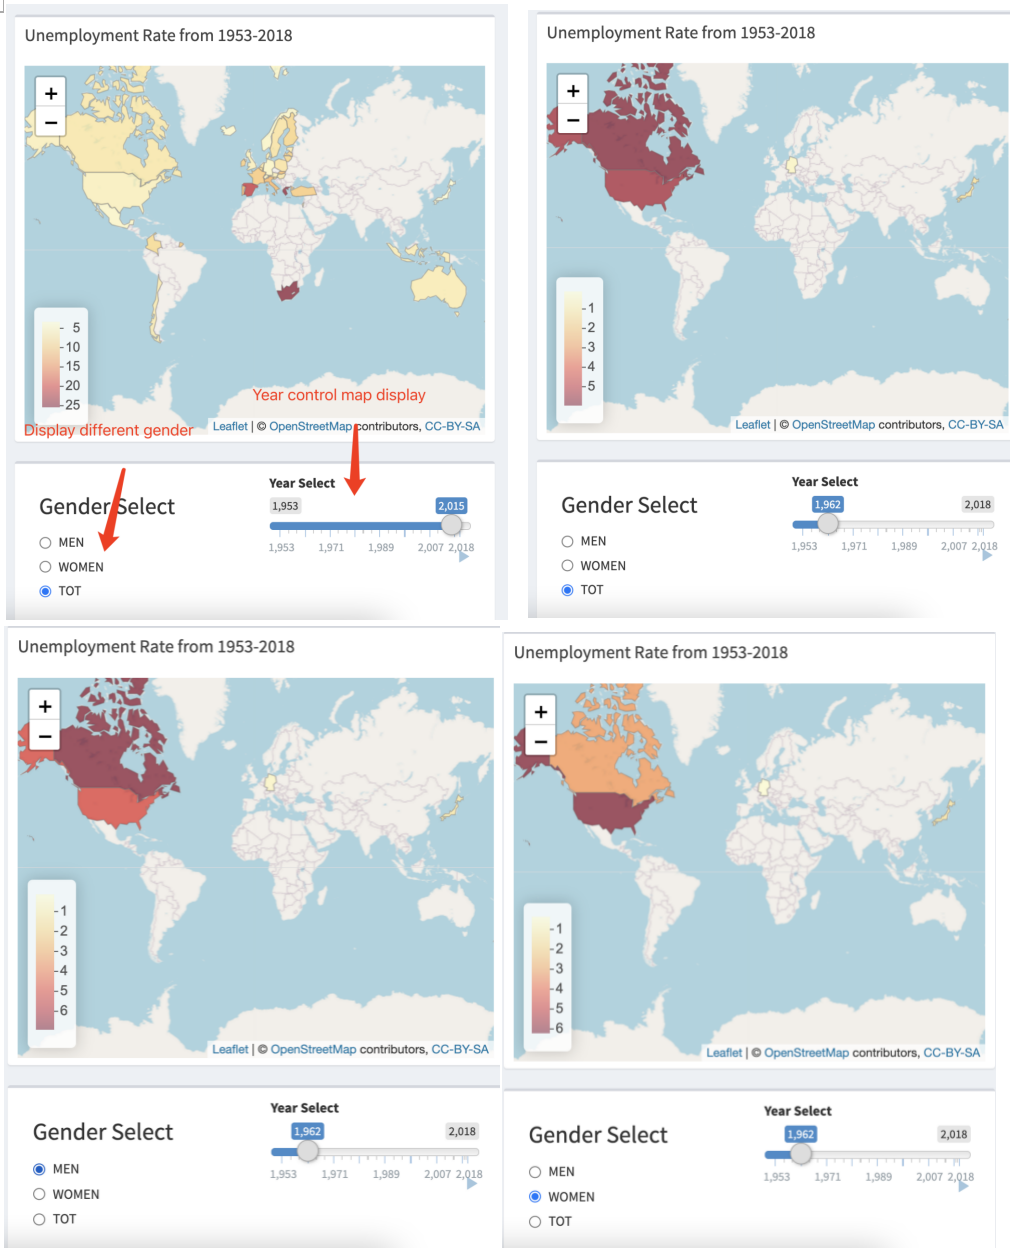 Unemployment Rate from 1953-2018
+
−
5
10
15
20
25
Year control map display
Display different gender
Leaflet | © OpenStreetMap contributors, CC-BY-SA
Gender Select
MEN
WOMEN
TOT
Year Select
1,953
2,015
1,953 1,971 1,989 2,007 2,018
Unemployment Rate from 1953-2018
+
−
1
2
3
4
5
Leaflet | © OpenStreetMap contributors, CC-BY-SA
Gender Select
MEN
WOMEN
TOT
Year Select
1,962
2,018
1,953 1,971 1,989 2,007 2,018
Unemployment Rate from 1953-2018
+
−
1
2
3
4
5
6
Leaflet | © OpenStreetMap contributors, CC-BY-SA
Gender Select
MEN
WOMEN
TOT
Year Select
1,962
2,018
1,953 1,971 1,989 2,007 2,018
Unemployment Rate from 1953-2018
+
−
1
2
3
4
5
6
Leaflet | © OpenStreetMap contributors, CC-BY-SA
Gender Select
MEN
WOMEN
TOT
Year Select
1,962
2,018
1,953 1,971 1,989 2,007 2,018